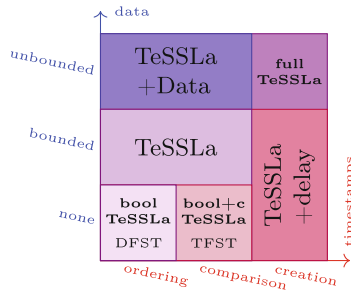 data
unbounded
TeSSLa
+Data
full
TeSSLa
bounded
TeSSLa
TeSSLa
+delay
none
bool
TeSSLa
DFST
bool+c
TeSSLa
TFST
timestamps
ordering
comparison
creation